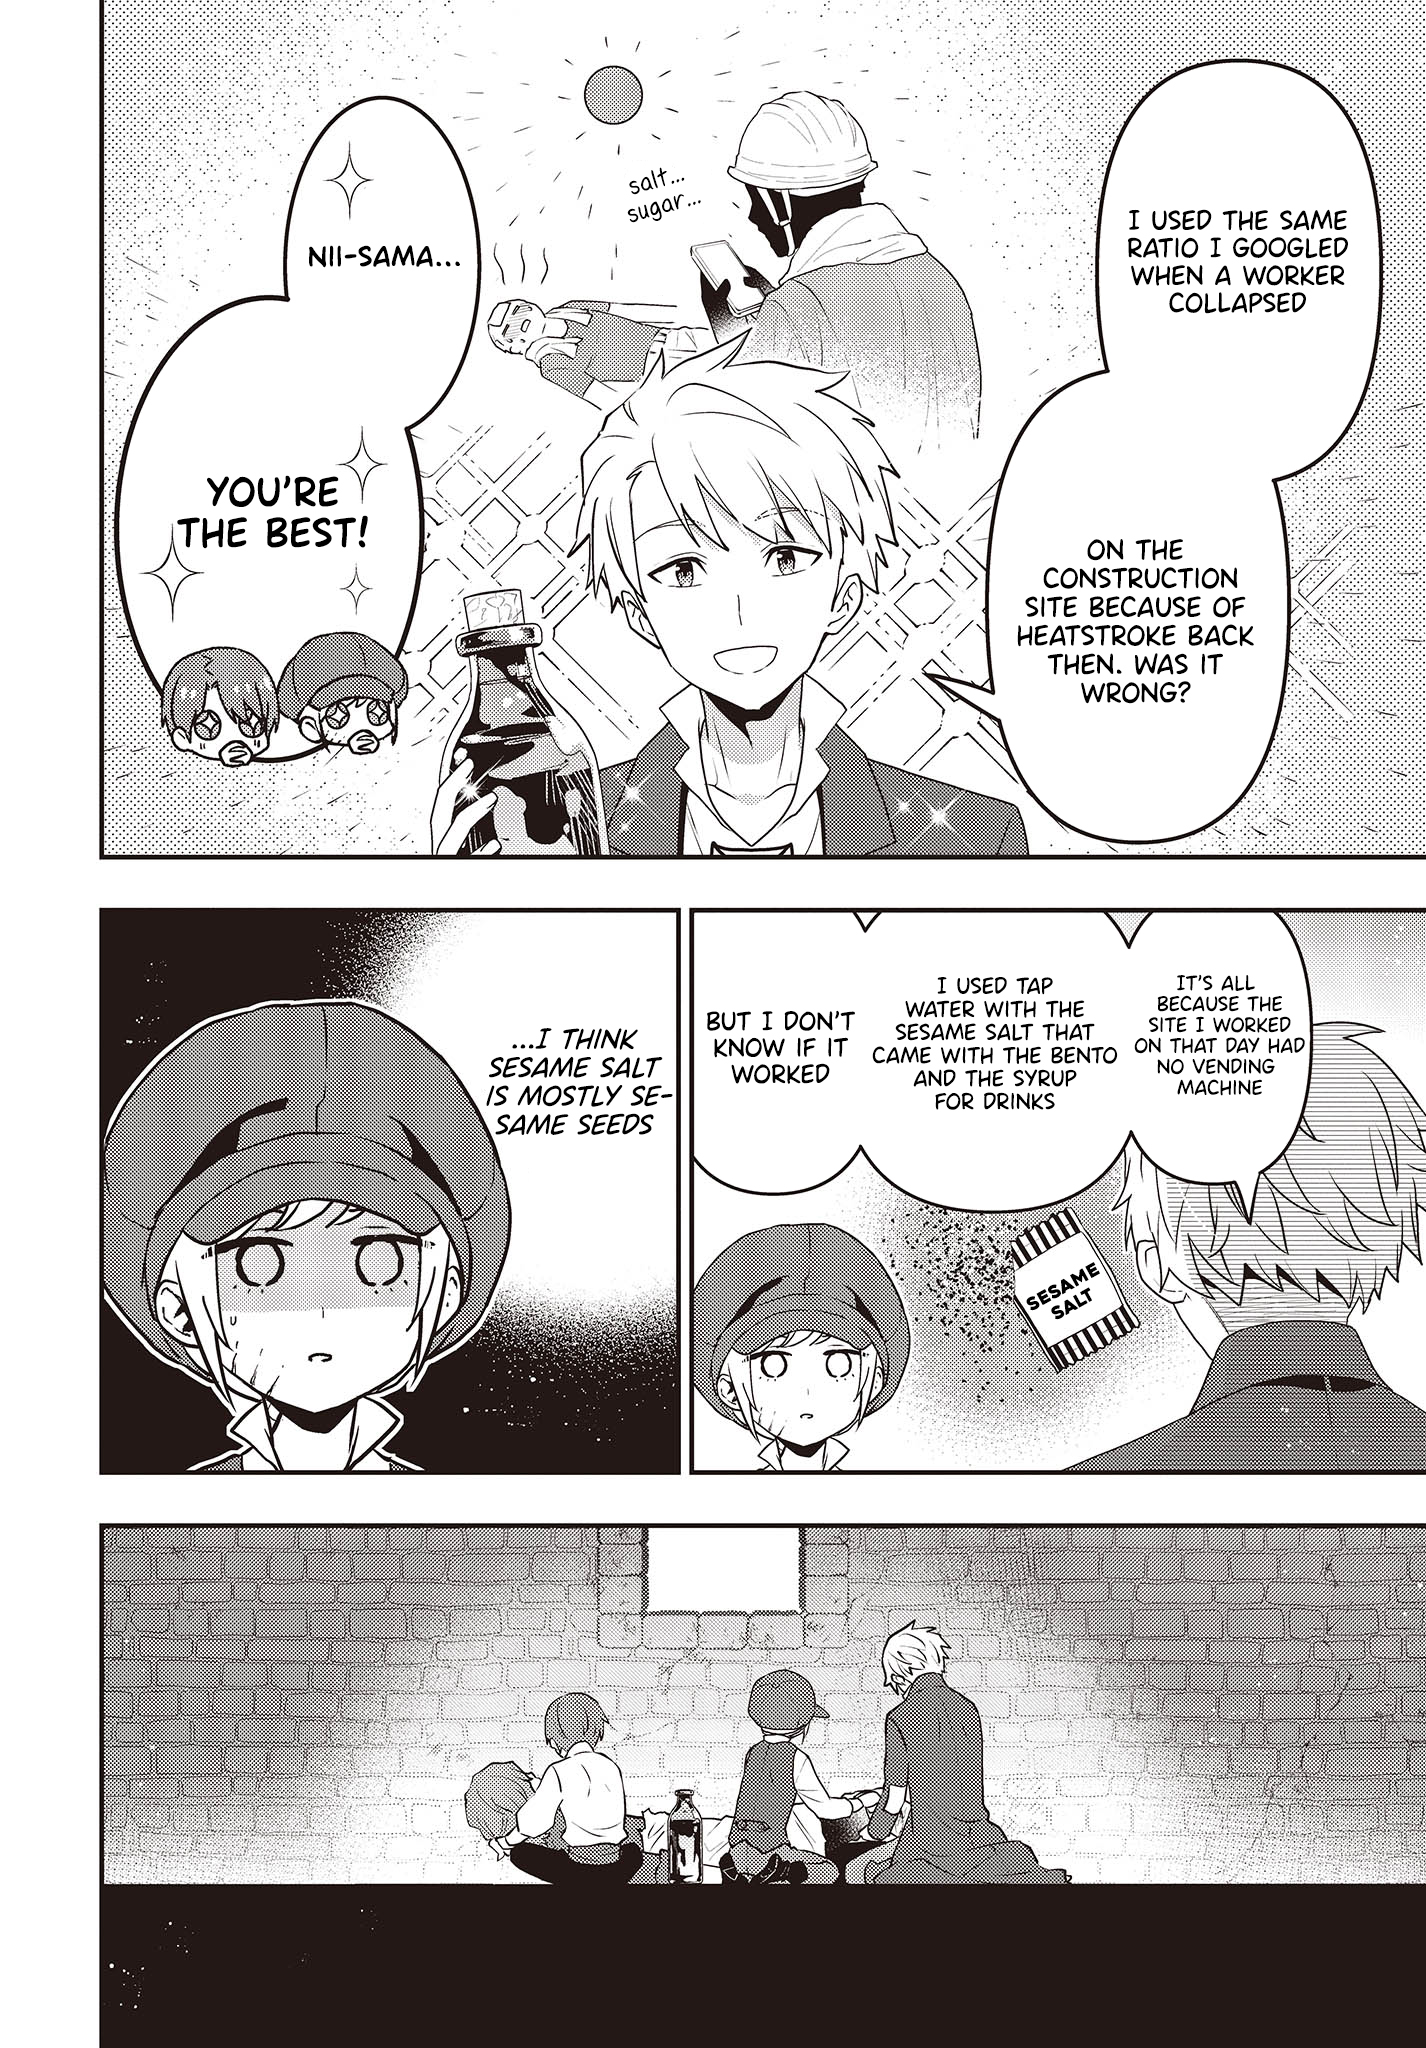 I USED THE SAME
RATIO I GOOGLED
WHEN A WORKER
COLLAPSED
ON THE
CONSTRUCTION
SITE BECAUSE OF
HEATSTROKE BACK
THEN. WAS IT
WRONG?
salt...
sugar...
NII-SAMA...
YOU'RE
THE BEST!
IT'S ALL
BECAUSE THE
SITE I WORKED
ON THAT DAY HAD
NO VENDING
MACHINE
I USED TAP
WATER WITH THE
SESAME SALT THAT
CAME WITH THE BENTO
AND THE SYRUP
FOR DRINKS
BUT I DON'T
KNOW IF IT
WORKED
SESAME
SALT
...I THINK
SESAME SALT
IS MOSTLY SE-
SAME SEEDS